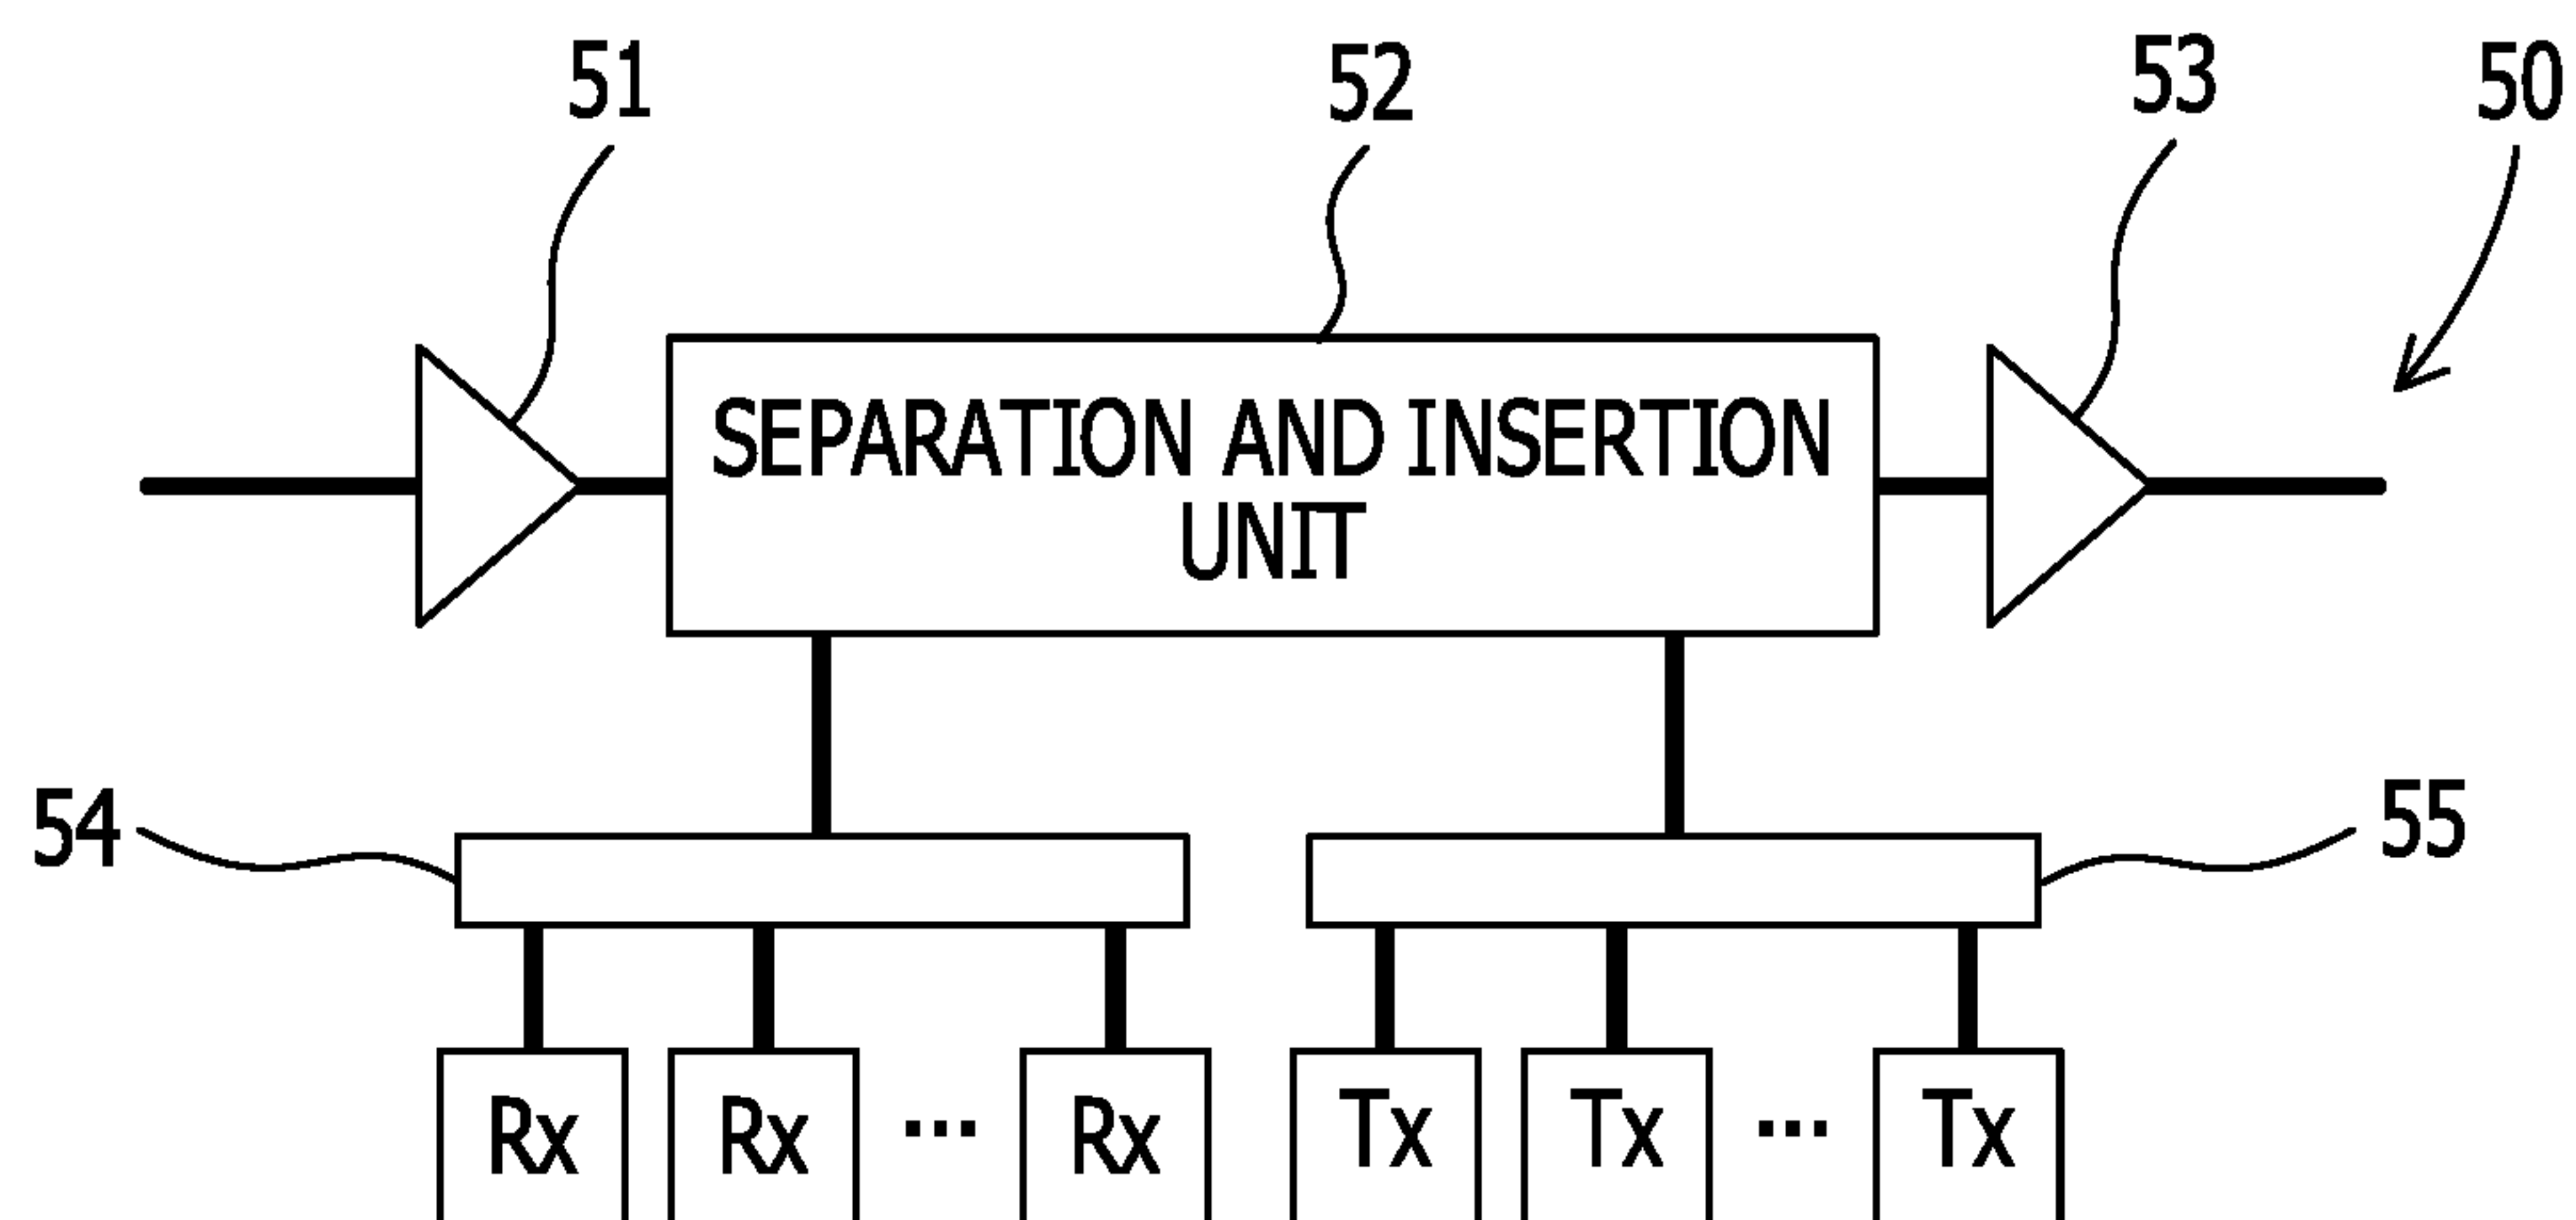 51
52
53
50
SEPARATION AND INSERTION
UNIT
54
55
Rx
Rx
...
Rx
Tx
Tx
...
Tx